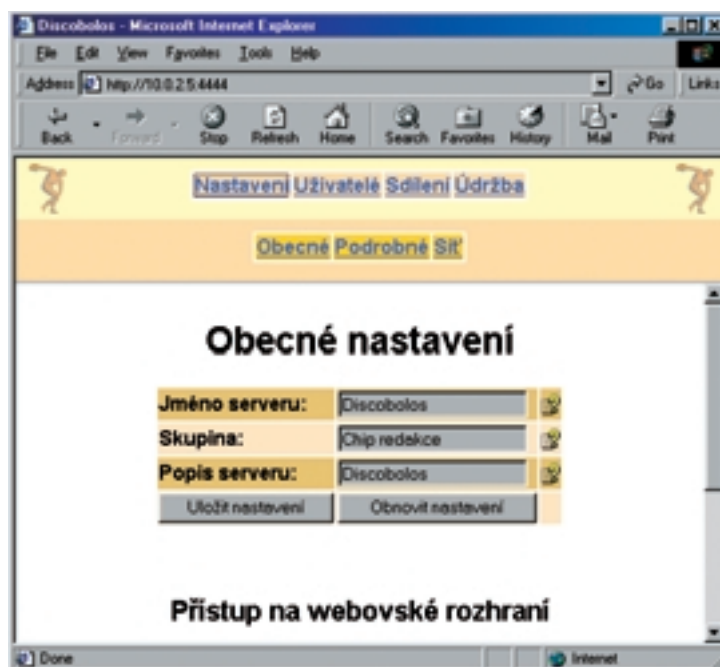 Discobolos - Microsoft Internet Explorer
File Edit View Favorites Tools Help
Address http://10.0.2.5:4444 Go Links
Back Forward Stop Refresh Home Search Favorites History Mail Print
Nastavení Uživatelé Sdílení Údržba
Obecné Podrobné Síť
Obecné nastavení
Jméno serveru: Discobolos
Skupina: Chip redakce
Popis serveru: Discobolos
Uložit nastavení Obnovit nastavení
Přístup na webovské rozhraní
Done Internet